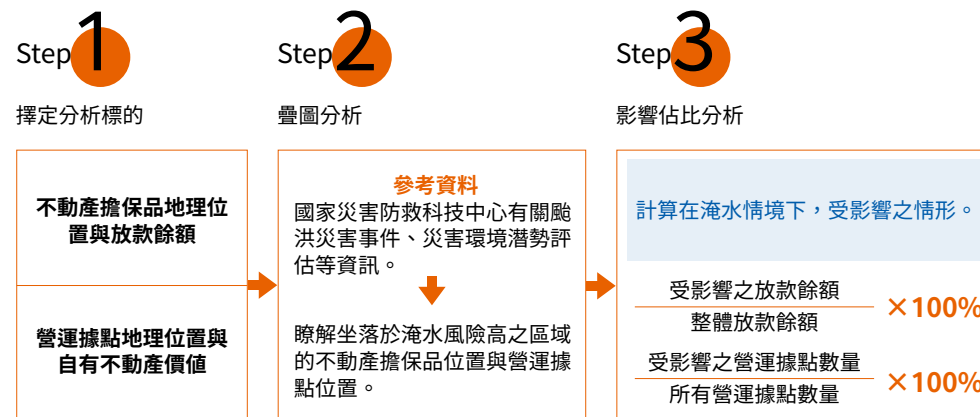 Step 1
擇定分析標的
不動產擔保品地理位
置與放款餘額
營運據點地理位置與
自有不動產價值
Step 2
疊圖分析
參考資料
國家災害防救科技中心有關颱
洪災害事件、災害環境潛勢評
估等資訊。
瞭解坐落於淹水風險高之區域
的不動產擔保品位置與營運據
點位置。
Step 3
影響佔比分析
計算在淹水情境下，受影響之情形。
受影響之放款餘額
整體放款餘額
×100%
受影響之營運據點數量
所有營運據點數量
×100%